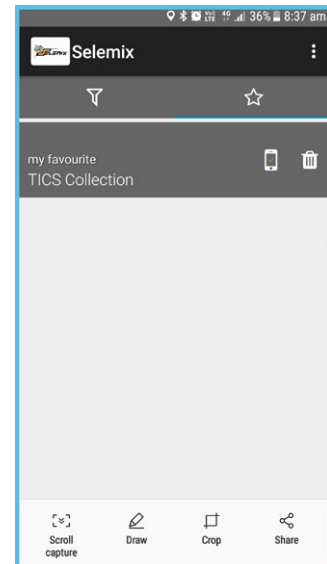 36% 8:37 am
Selemix
my favourite
TICS Collection
Scroll
capture
Draw
Crop
Share